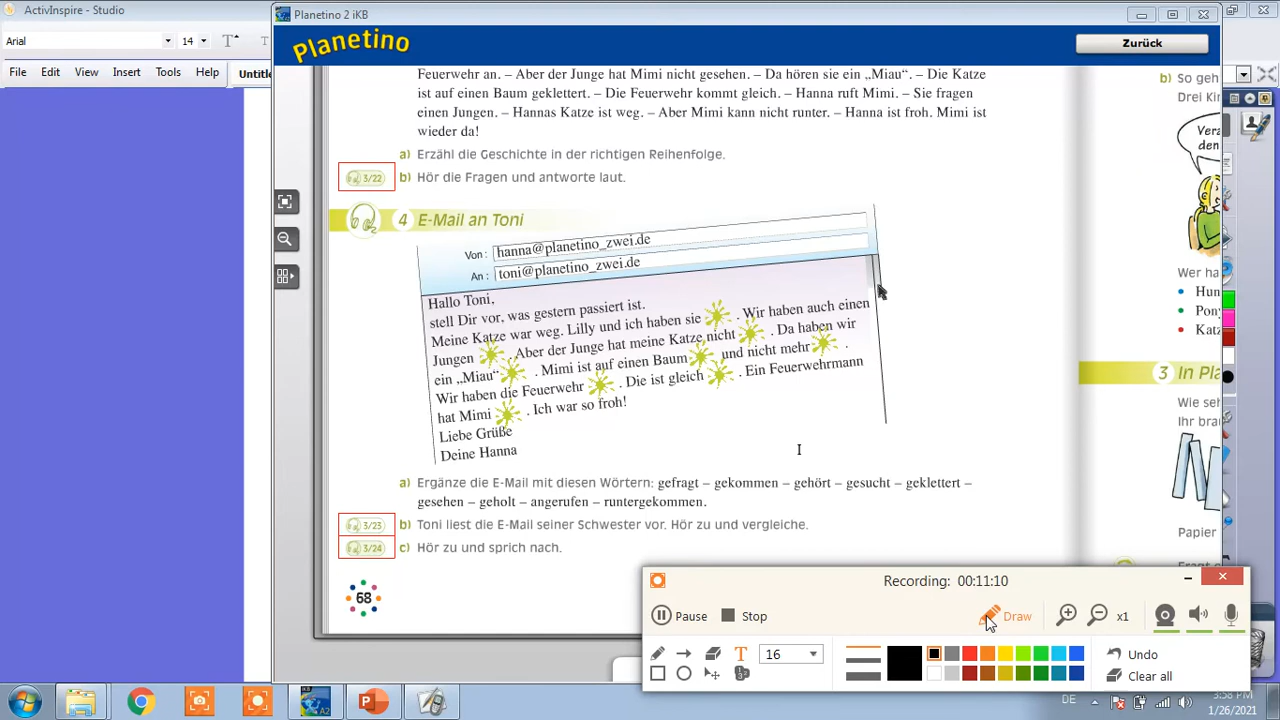 ActivInspire - Studio
Arial
14
File Edit View Insert Tools Help
Untitle
Planetino 2 iKB
Planetino
Zurück
Feuerwehr an. – Aber der Junge hat Mimi nicht gesehen. – Da hören sie ein „Miau“. – Die Katze
ist auf einen Baum geklettert. – Die Feuerwehr kommt gleich. – Hanna ruft Mimi. – Sie fragen
einen Jungen. – Hannas Katze ist weg. – Aber Mimi kann nicht runter. – Hanna ist froh. Mimi ist
wieder da!
a) Erzähl die Geschichte in der richtigen Reihenfolge.
3/22 b) Hör die Fragen und antworte laut.
4 E-Mail an Toni
Von: hanna@planetino_zwei.de
An: toni@planetino_zwei.de
Hallo Toni,
stell Dir vor, was gestern passiert ist.
Meine Katze war weg. Lilly und ich haben sie . Wir haben auch einen
Jungen . Aber der Junge hat meine Katze nicht . Da haben wir
ein „Miau“ . Mimi ist auf einen Baum und nicht mehr .
Wir haben die Feuerwehr . Die ist gleich . Ein Feuerwehrmann
hat Mimi . Ich war so froh!
Liebe Grüße
Deine Hanna
a) Ergänze die E-Mail mit diesen Wörtern: gefragt – gekommen – gehört – gesucht – geklettert –
gesehen – geholt – angerufen – runtergekommen.
3/23 b) Toni liest die E-Mail seiner Schwester vor. Hör zu und vergleiche.
3/24 c) Hör zu und sprich nach.
68
b) So geh
Drei Kin
Vera
den
Wer ha
• Hun
• Pon
• Katz
3 In Pla
Wie seh
Ihr bra
Papier
Recording: 00:11:10
Pause Stop Draw x1
T 16
Undo
Clear all
DE
3:58 PM
1/26/2021